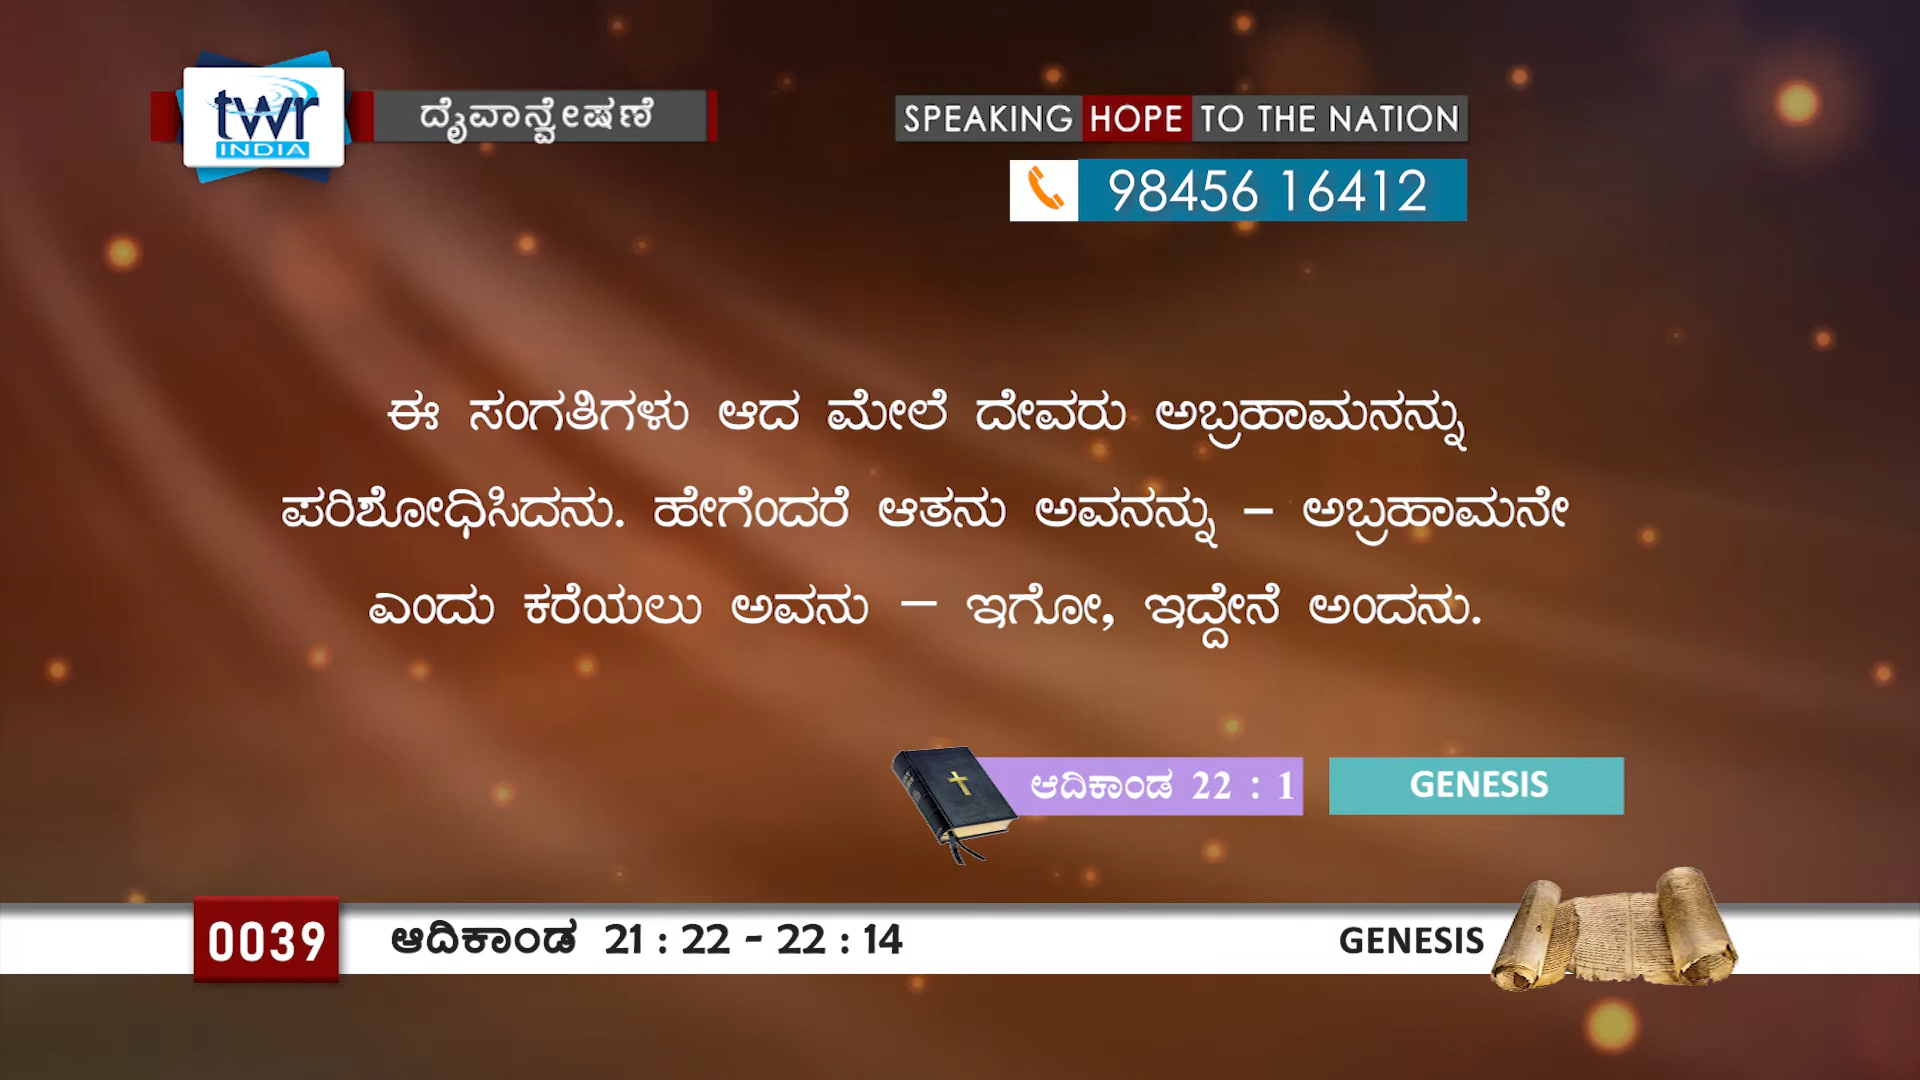 twr
INDIA
ದೈವಾನ್ವೇಷಣೆ
SPEAKING HOPE TO THE NATION
98456 16412
ಈ ಸಂಗತಿಗಳು ಆದ ಮೇಲೆ ದೇವರು ಅಬ್ರಹಾಮನನ್ನು
ಪರಿಶೋಧಿಸಿದನು. ಹೇಗೆಂದರೆ ಆತನು ಅವನನ್ನು – ಅಬ್ರಹಾಮನೇ
ಎಂದು ಕರೆಯಲು ಅವನು – ಇಗೋ, ಇದ್ದೇನೆ ಅಂದನು.
ಆದಿಕಾಂಡ 22 : 1
GENESIS
0039
ಆದಿಕಾಂಡ 21 : 22 - 22 : 14
GENESIS